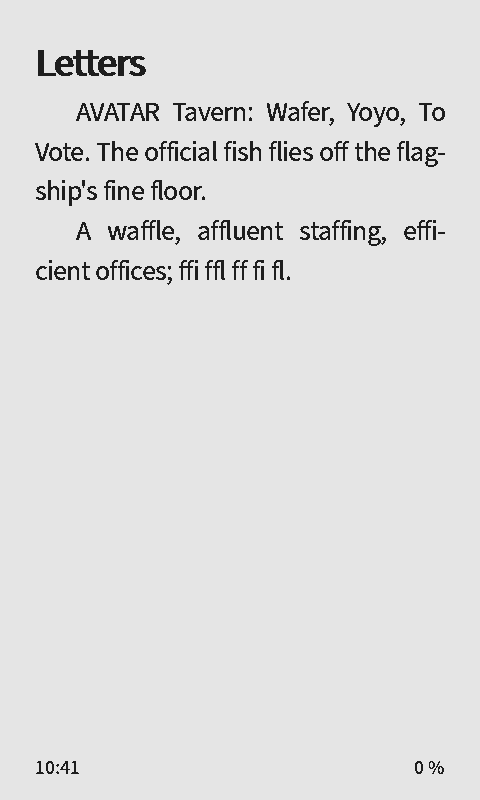 Letters
AVATAR Tavern: Wafer, Yoyo, To
Vote. The official fish flies off the flag-
ship's fine floor.
A waffle, affluent staffing, effi-
cient offices; ffi ffl ff fi fl.
10:41
0 %